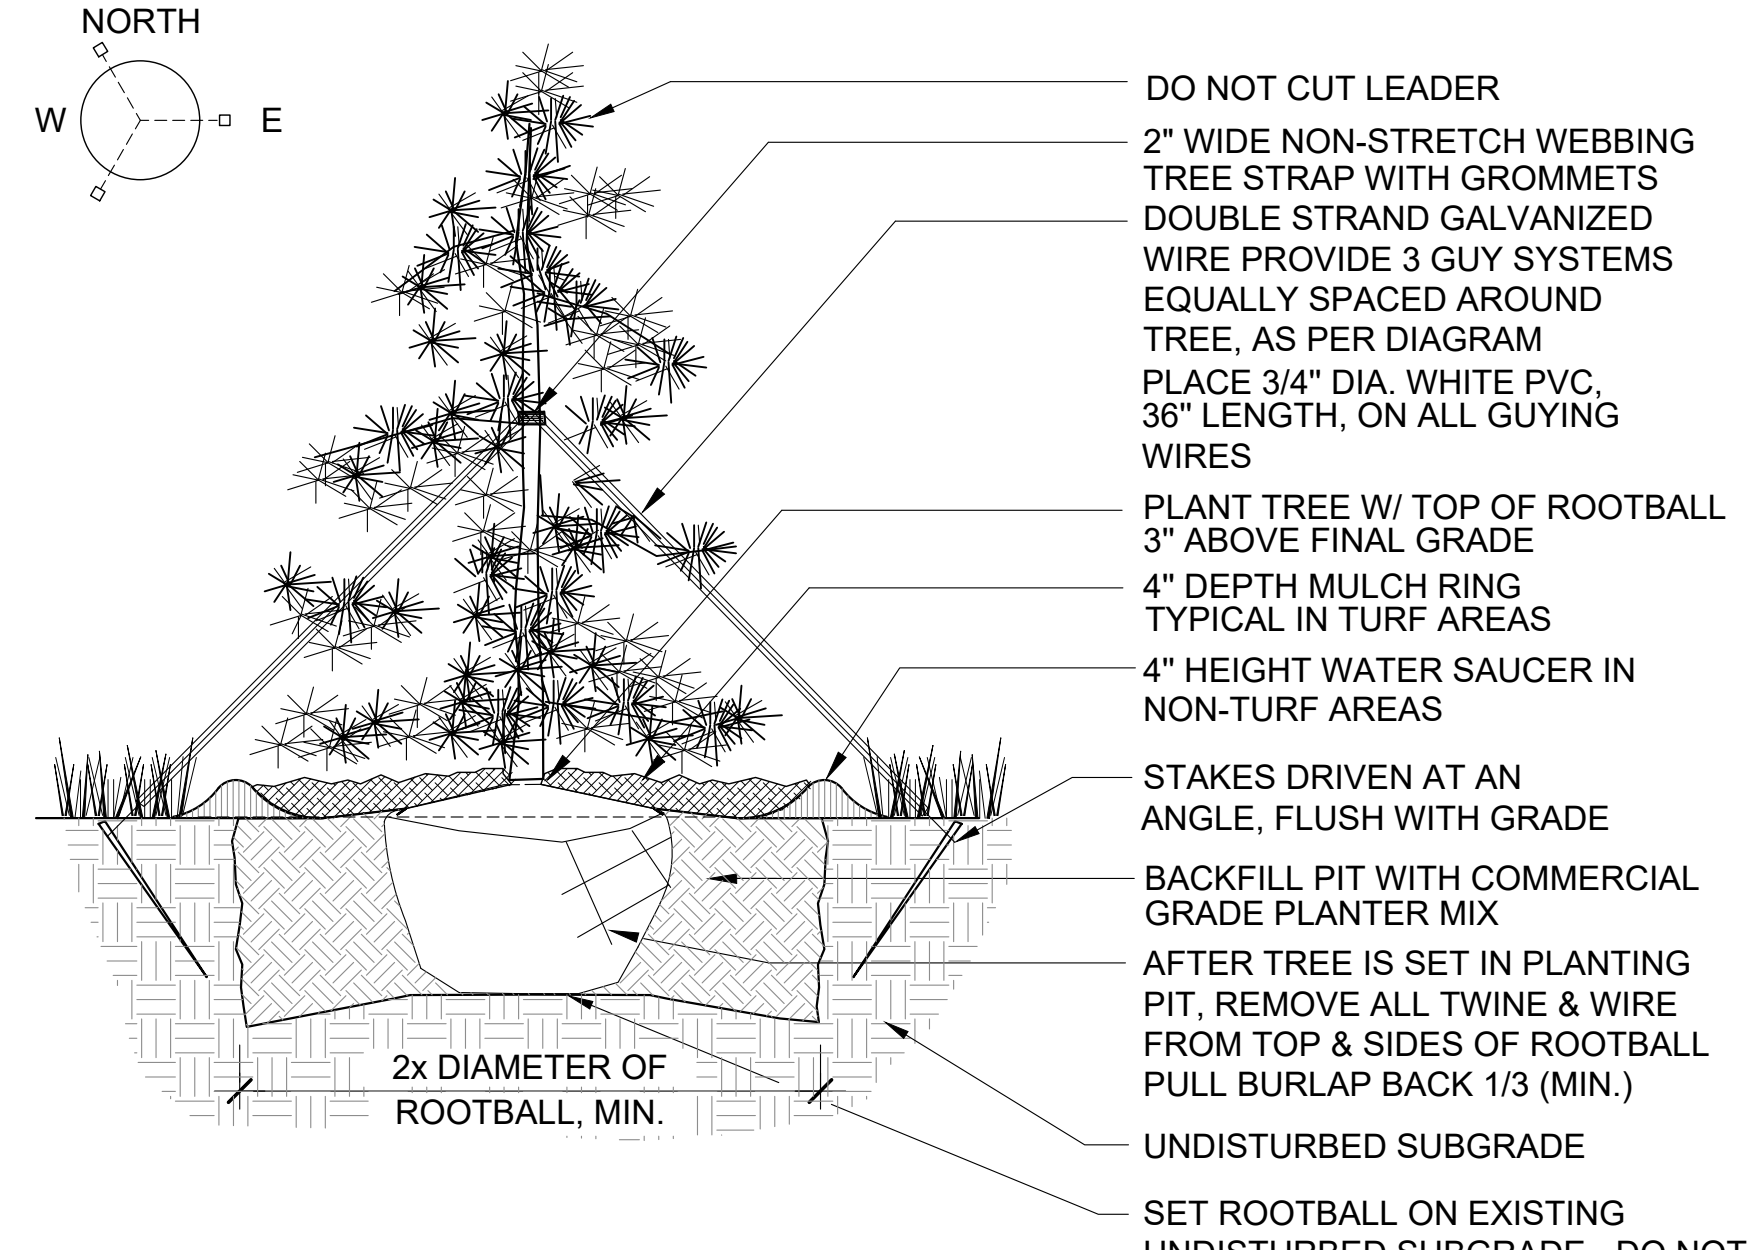 NORTH
W
E
DO NOT CUT LEADER
2" WIDE NON-STRETCH WEBBING
TREE STRAP WITH GROMMETS
DOUBLE STRAND GALVANIZED
WIRE PROVIDE 3 GUY SYSTEMS
EQUALLY SPACED AROUND
TREE, AS PER DIAGRAM
PLACE 3/4" DIA. WHITE PVC,
36" LENGTH, ON ALL GUYING
WIRES
PLANT TREE W/ TOP OF ROOTBALL
3" ABOVE FINAL GRADE
4" DEPTH MULCH RING
TYPICAL IN TURF AREAS
4" HEIGHT WATER SAUCER IN
NON-TURF AREAS
STAKES DRIVEN AT AN
ANGLE, FLUSH WITH GRADE
BACKFILL PIT WITH COMMERCIAL
GRADE PLANTER MIX
AFTER TREE IS SET IN PLANTING
PIT, REMOVE ALL TWINE & WIRE
FROM TOP & SIDES OF ROOTBALL
PULL BURLAP BACK 1/3 (MIN.)
2x DIAMETER OF
ROOTBALL, MIN.
UNDISTURBED SUBGRADE
SET ROOTBALL ON EXISTING
UNDISTURBED SUBGRADE - DO NOT